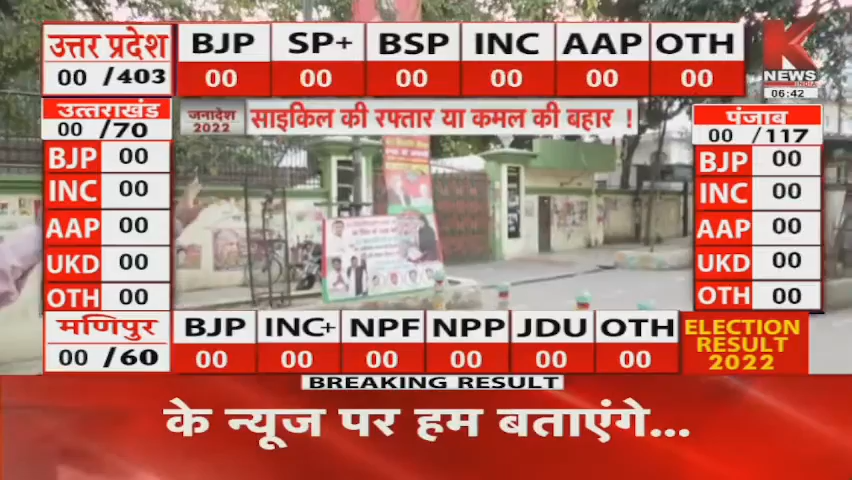 उत्तर प्रदेश
00 /403
BJP SP+ BSP INC AAP OTH
00 00 00 00 00 00
K
NEWS
INDIA
06:42
उत्तराखंड
00 /70
BJP 00
INC 00
AAP 00
UKD 00
OTH 00
जनादेश
2022
साइकिल की रफ्तार या कमल की बहार !
पंजाब
00 /117
BJP 00
INC 00
AAP 00
UKD 00
OTH 00
मणिपुर
00 /60
BJP INC+ NPF NPP JDU OTH
00 00 00 00 00 00
ELECTION
RESULT
2022
BREAKING RESULT
के न्यूज पर हम बताएंगे...